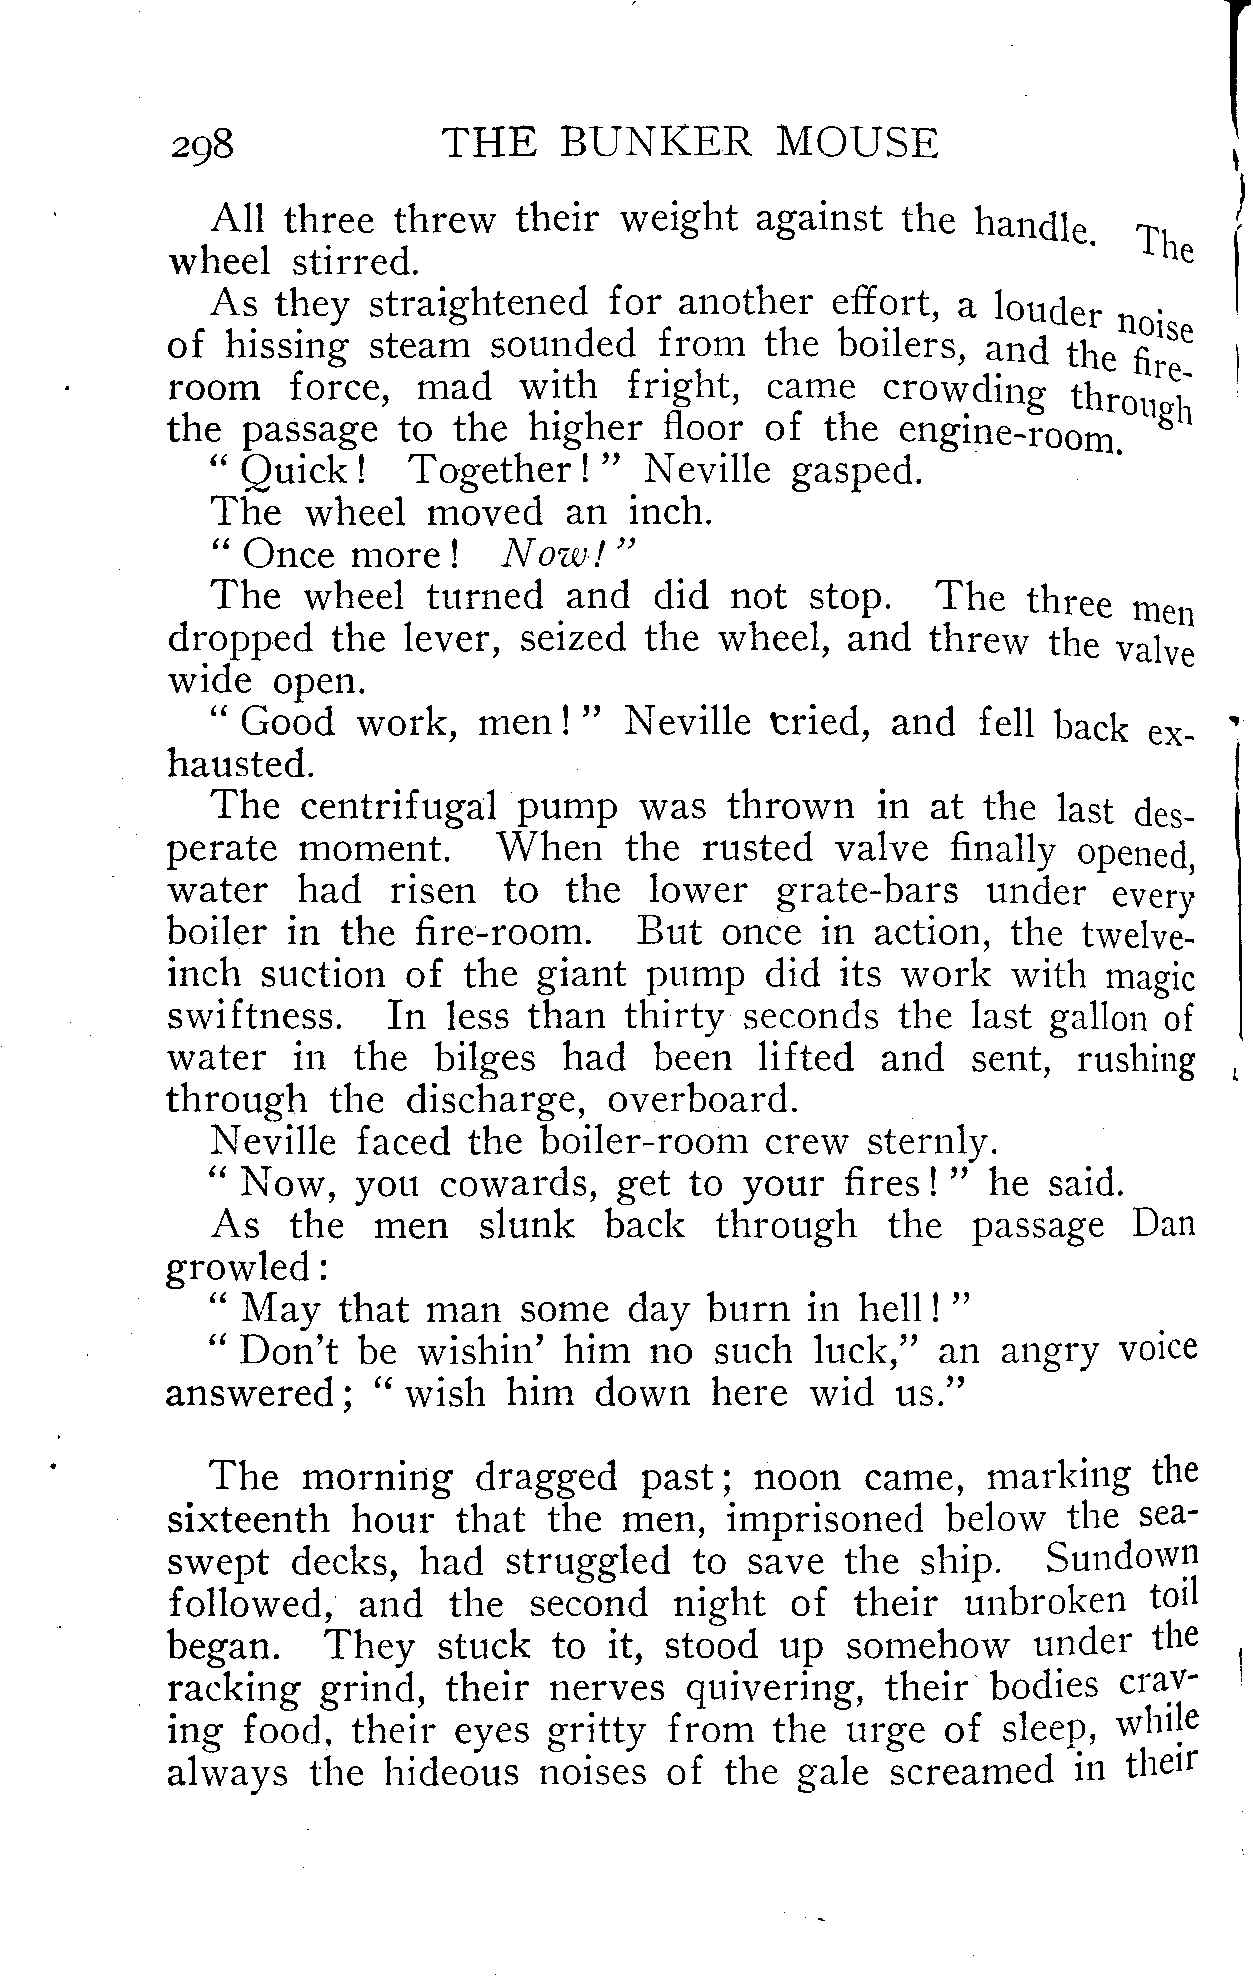 298 THE BUNKER MOUSE
All three threw their weight against the handle. The
wheel stirred.
As they straightened for another effort, a louder noise
of hissing steam sounded from the boilers, and the fire-
room force, mad with fright, came crowding through
the passage to the higher floor of the engine-room.
" Quick! Together! " Neville gasped.
The wheel moved an inch.
" Once more! Now! "
The wheel turned and did not stop. The three men
dropped the lever, seized the wheel, and threw the valve
wide open.
" Good work, men! " Neville cried, and fell back ex-
hausted.
The centrifugal pump was thrown in at the last des-
perate moment. When the rusted valve finally opened,
water had risen to the lower grate-bars under every
boiler in the fire-room. But once in action, the twelve-
inch suction of the giant pump did its work with magic
swiftness. In less than thirty seconds the last gallon of
water in the bilges had been lifted and sent, rushing
through the discharge, overboard.
Neville faced the boiler-room crew sternly.
" Now, you cowards, get to your fires! " he said.
As the men slunk back through the passage Dan
growled:
" May that man some day burn in hell! "
" Don't be wishin' him no such luck," an angry voice
answered; " wish him down here wid us."
The morning dragged past; noon came, marking the
sixteenth hour that the men, imprisoned below the sea-
swept decks, had struggled to save the ship. Sundown
followed, and the second night of their unbroken toil
began. They stuck to it, stood up somehow under the
racking grind, their nerves quivering, their bodies crav-
ing food, their eyes gritty from the urge of sleep, while
always the hideous noises of the gale screamed in their